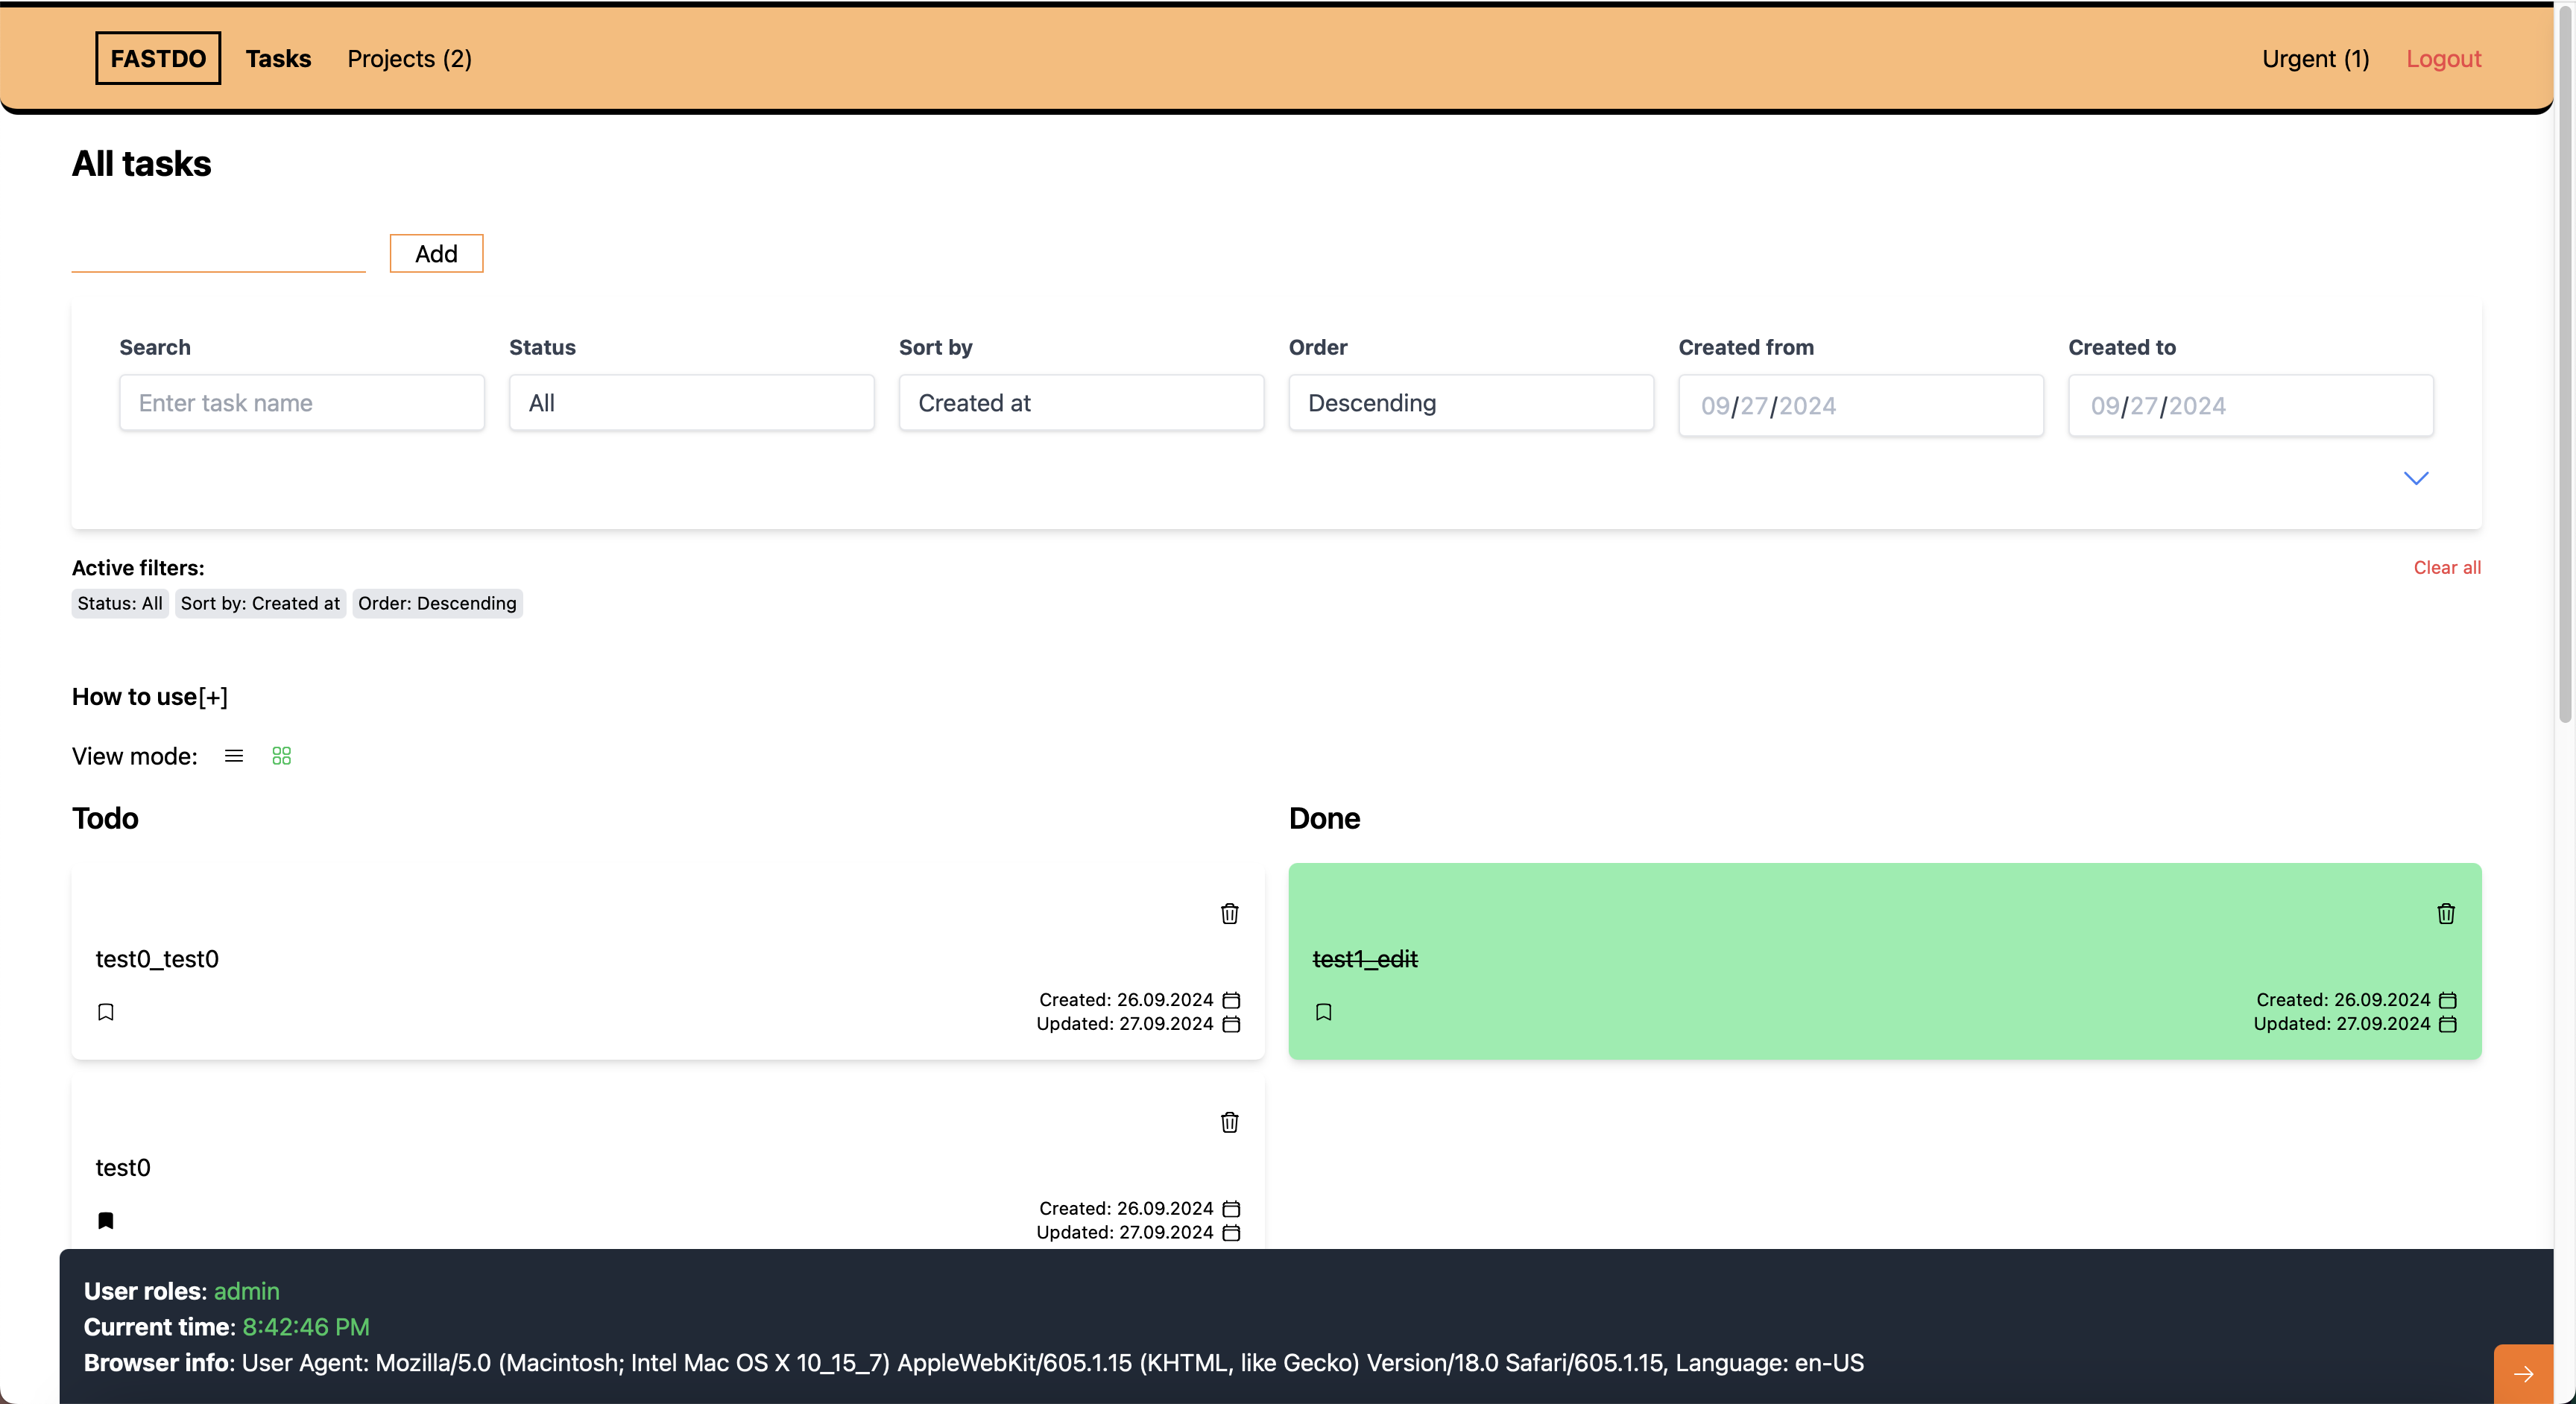 FASTDO Tasks Projects (2) Urgent (1) Logout
All tasks
Add
Search Status Sort by Order Created from Created to
Enter task name All Created at Descending 09/27/2024 09/27/2024
Active filters: Clear all
Status: All Sort by: Created at Order: Descending
How to use[+]
View mode:
Todo Done
test0_test0
Created: 26.09.2024
Updated: 27.09.2024
test1_edit
Created: 26.09.2024
Updated: 27.09.2024
test0
Created: 26.09.2024
Updated: 27.09.2024
User roles: admin
Current time: 8:42:46 PM
Browser info: User Agent: Mozilla/5.0 (Macintosh; Intel Mac OS X 10_15_7) AppleWebKit/605.1.15 (KHTML, like Gecko) Version/18.0 Safari/605.1.15, Language: en-US